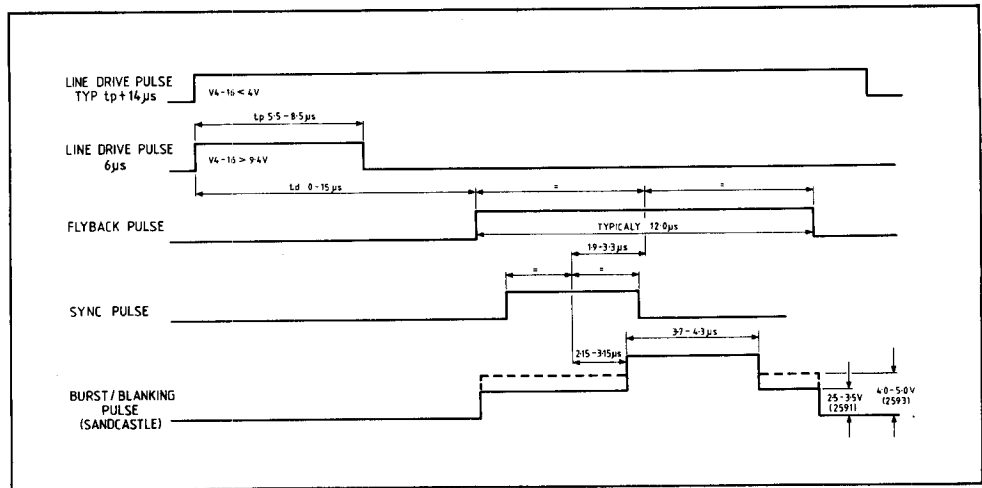 LINE DRIVE PULSE
TYP tp+14µs
V4-16 < 4V
tp 5·5-8·5µs
LINE DRIVE PULSE
6µs
V4-16 > 9·4V
td 0-15µs
=
=
FLYBACK PULSE
TYPICALY 12·0µs
1·9-3·3µs
=
=
SYNC PULSE
3·7-4·3µs
2·15-3·15µs
BURST/BLANKING
PULSE
(SANDCASTLE)
2·5-3·5V
(2591)
4·0-5·0V
(2593)